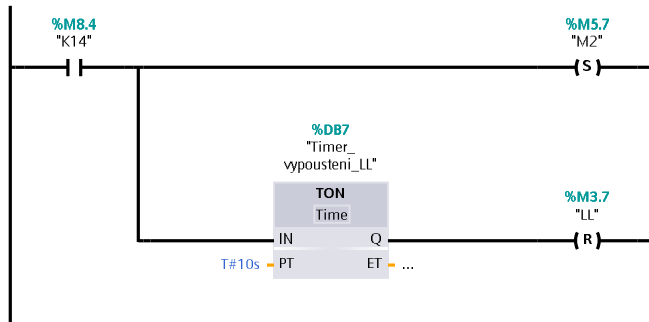 %M8.4
"K14"
%M5.7
"M2"
S
%DB7
"Timer_
vypousteni_LL"
TON
Time
%M3.7
"LL"
IN
Q
R
T#10s
PT
ET
...